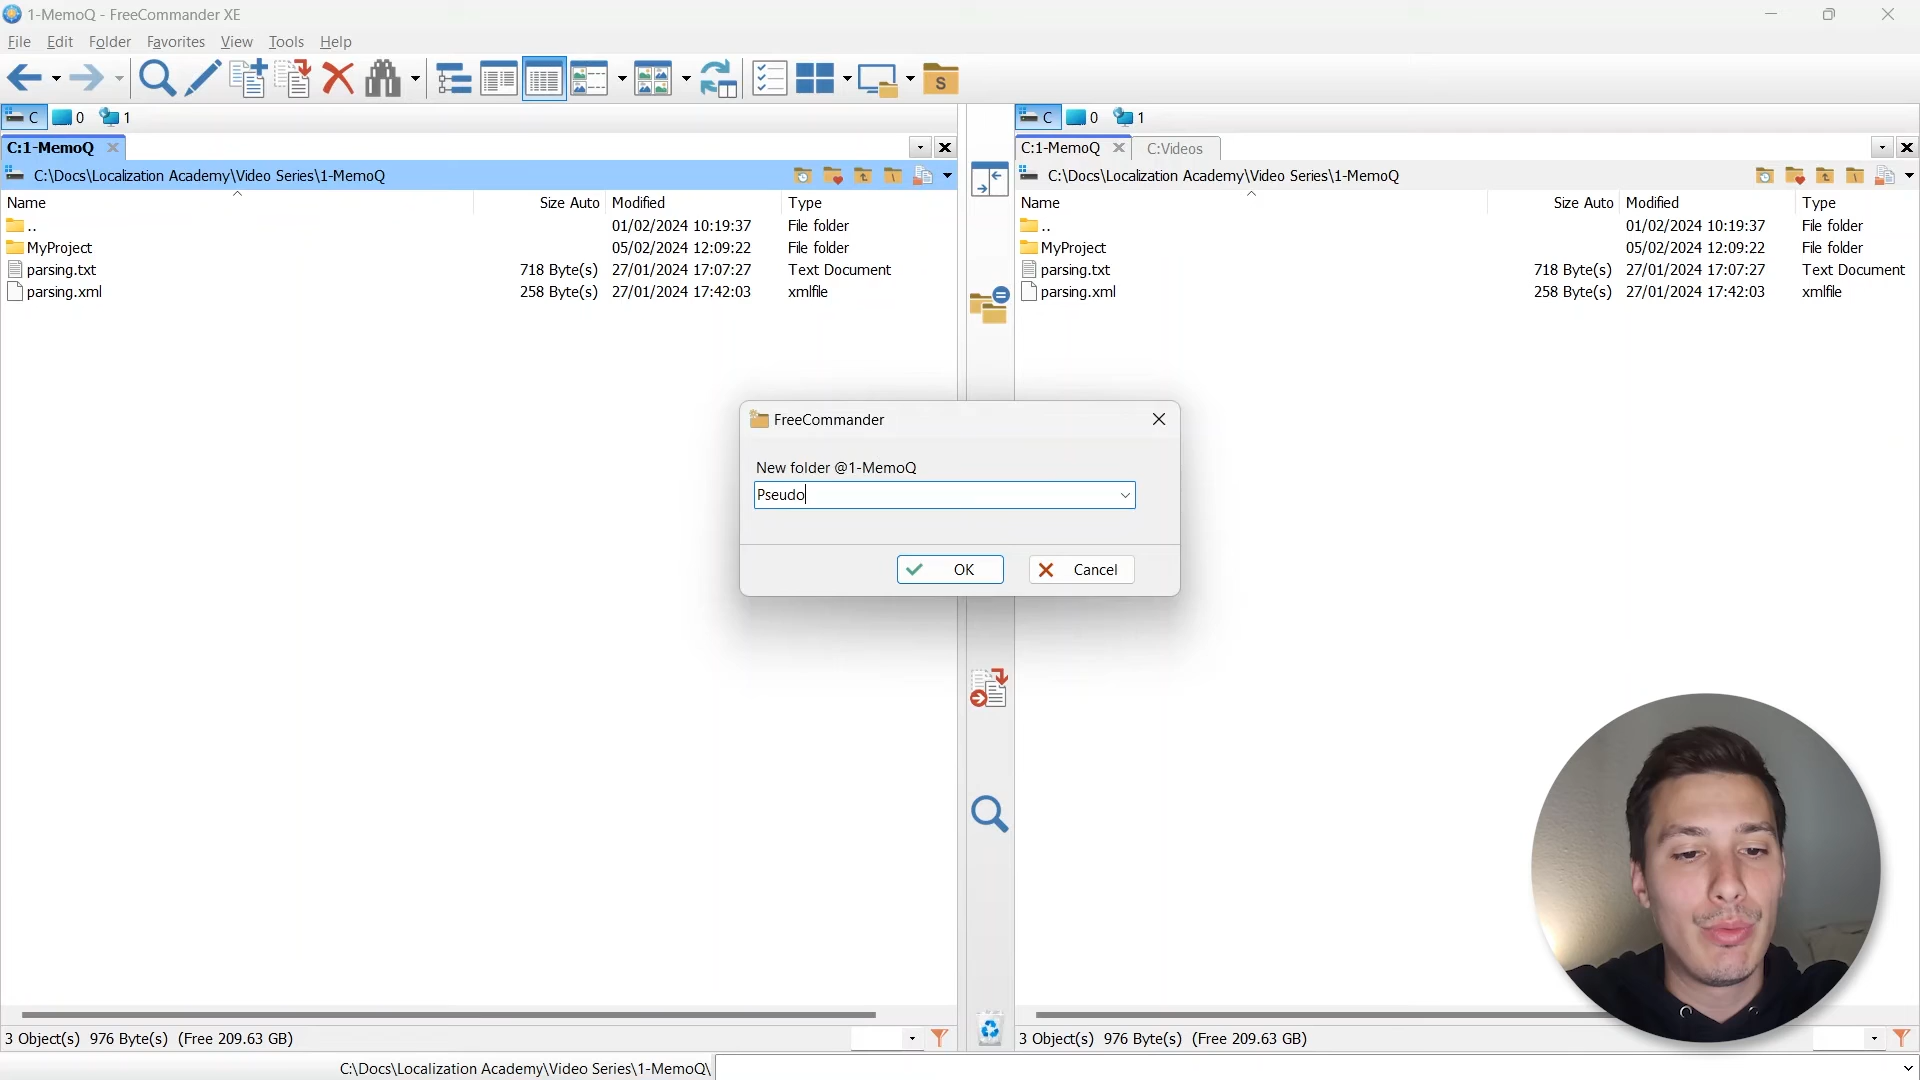 1-MemoQ - FreeCommander XE
File Edit Folder Favorites View Tools Help
S
C 0 1
C:1-MemoQ
C:\Docs\Localization Academy\Video Series\1-MemoQ
Name Size Auto Modified Type
.. 01/02/2024 10:19:37 File folder
MyProject 05/02/2024 12:09:22 File folder
parsing.txt 718 Byte(s) 27/01/2024 17:07:27 Text Document
parsing.xml 258 Byte(s) 27/01/2024 17:42:03 xmlfile
3 Object(s) 976 Byte(s) (Free 209.63 GB)
C 0 1
C:1-MemoQ C:Videos
C:\Docs\Localization Academy\Video Series\1-MemoQ
Name Size Auto Modified Type
.. 01/02/2024 10:19:37 File folder
MyProject 05/02/2024 12:09:22 File folder
parsing.txt 718 Byte(s) 27/01/2024 17:07:27 Text Document
parsing.xml 258 Byte(s) 27/01/2024 17:42:03 xmlfile
3 Object(s) 976 Byte(s) (Free 209.63 GB)
FreeCommander
New folder @1-MemoQ
Pseudo
OK Cancel
C:\Docs\Localization Academy\Video Series\1-MemoQ\